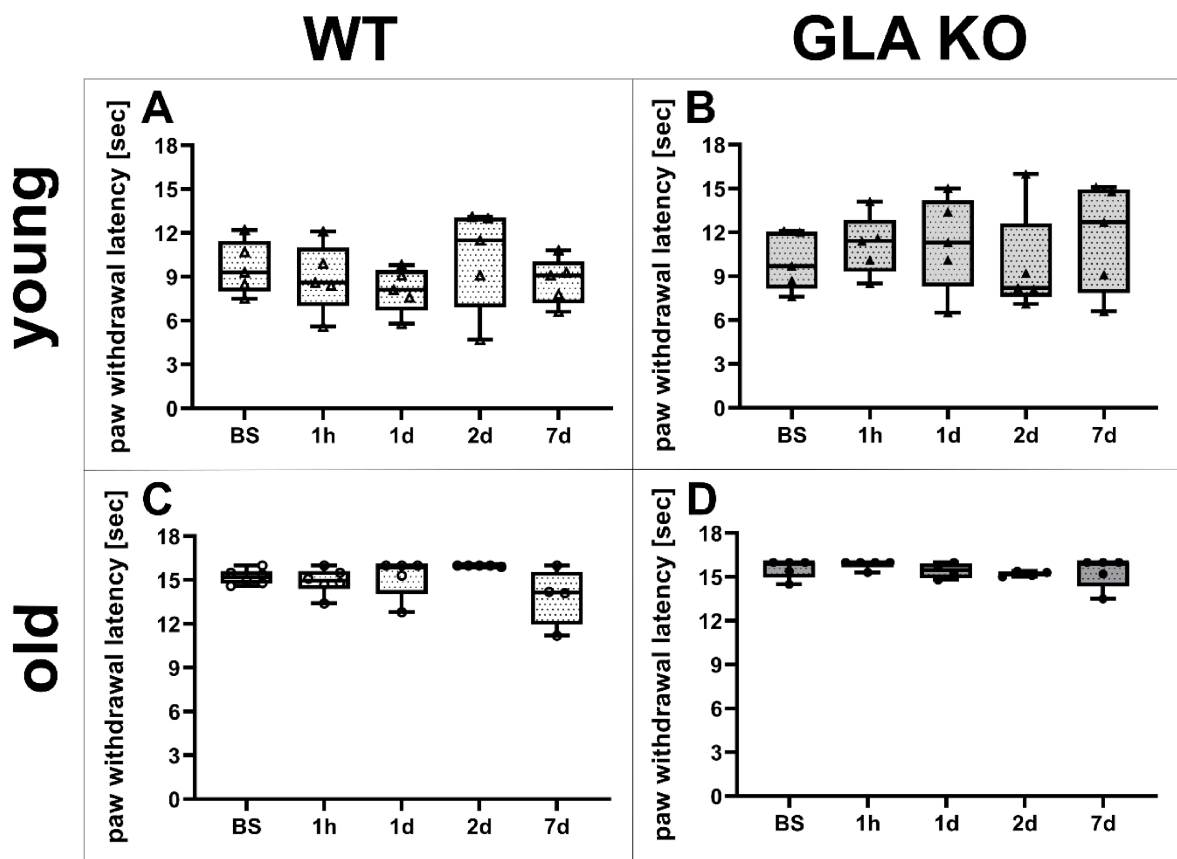 WT GLA KO
young
old
A
paw withdrawal latency [sec]
18
15
12
9
6
3
0
BS 1h 1d 2d 7d
B
paw withdrawal latency [sec]
18
15
12
9
6
3
0
BS 1h 1d 2d 7d
C
paw withdrawal latency [sec]
18
15
12
9
6
3
0
BS 1h 1d 2d 7d
D
paw withdrawal latency [sec]
18
15
12
9
6
3
0
BS 1h 1d 2d 7d